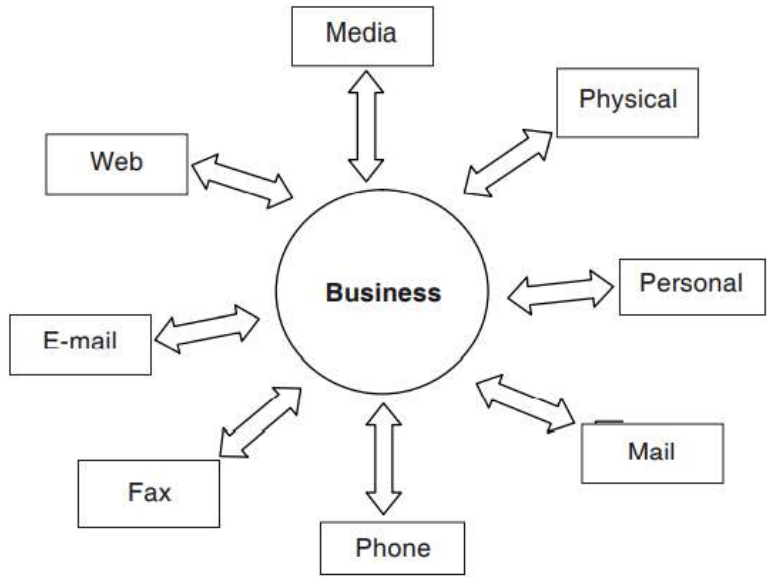 Media
Physical
Web
Business
Personal
E-mail
Mail
Fax
Phone